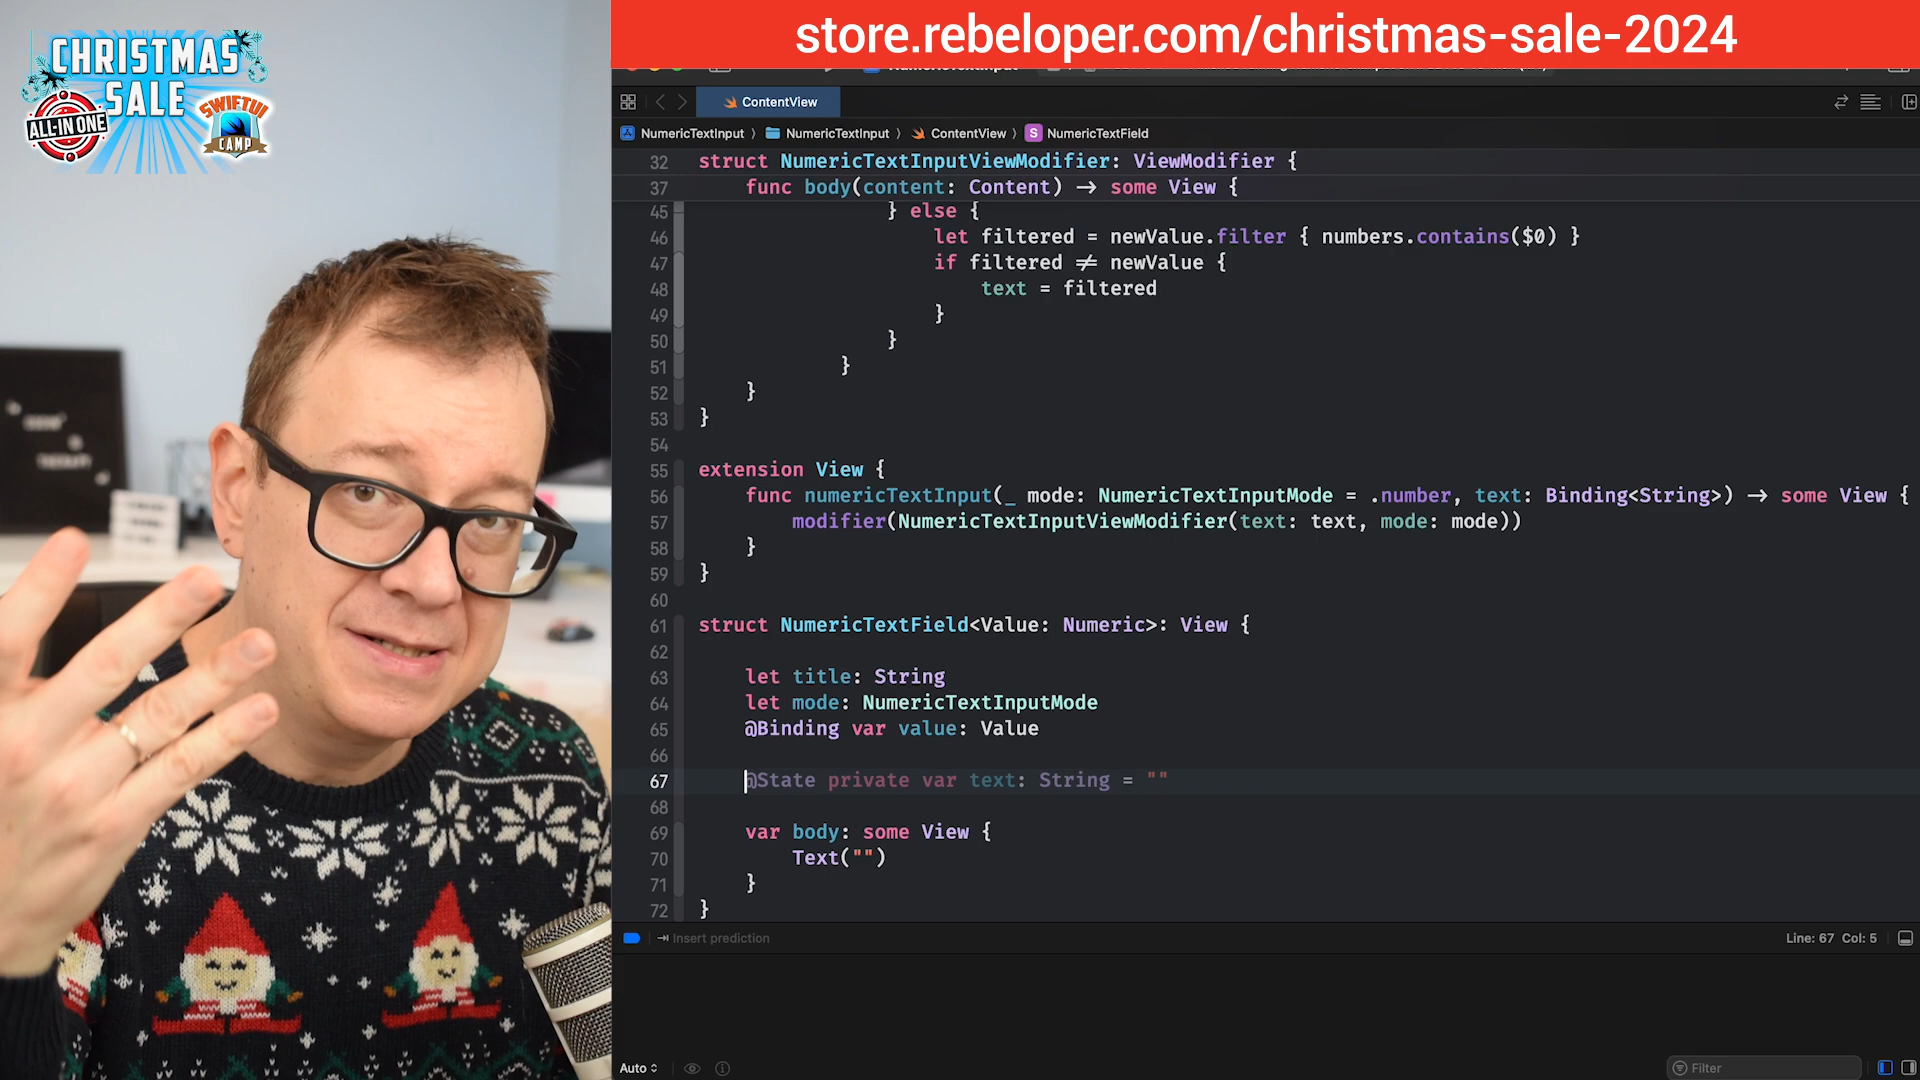 store.rebeloper.com/christmas-sale-2024
CHRISTMAS
SALE
ALL-IN ONE
SWIFTUI
CAMP
ContentView
NumericTextInput 〉 NumericTextInput 〉 ContentView 〉 S NumericTextField
32 struct NumericTextInputViewModifier: ViewModifier {
37 func body(content: Content) -> some View {
45 } else {
46 let filtered = newValue.filter { numbers.contains($0) }
47 if filtered != newValue {
48 text = filtered
49 }
50 }
51 }
52 }
53 }
54
55 extension View {
56 func numericTextInput(_ mode: NumericTextInputMode = .number, text: Binding<String>) -> some View {
57 modifier(NumericTextInputViewModifier(text: text, mode: mode))
58 }
59 }
60
61 struct NumericTextField<Value: Numeric>: View {
62
63 let title: String
64 let mode: NumericTextInputMode
65 @Binding var value: Value
66
67 @State private var text: String = ""
68
69 var body: some View {
70 Text("")
71 }
72 }
Insert prediction
Line: 67 Col: 5
Auto
Filter